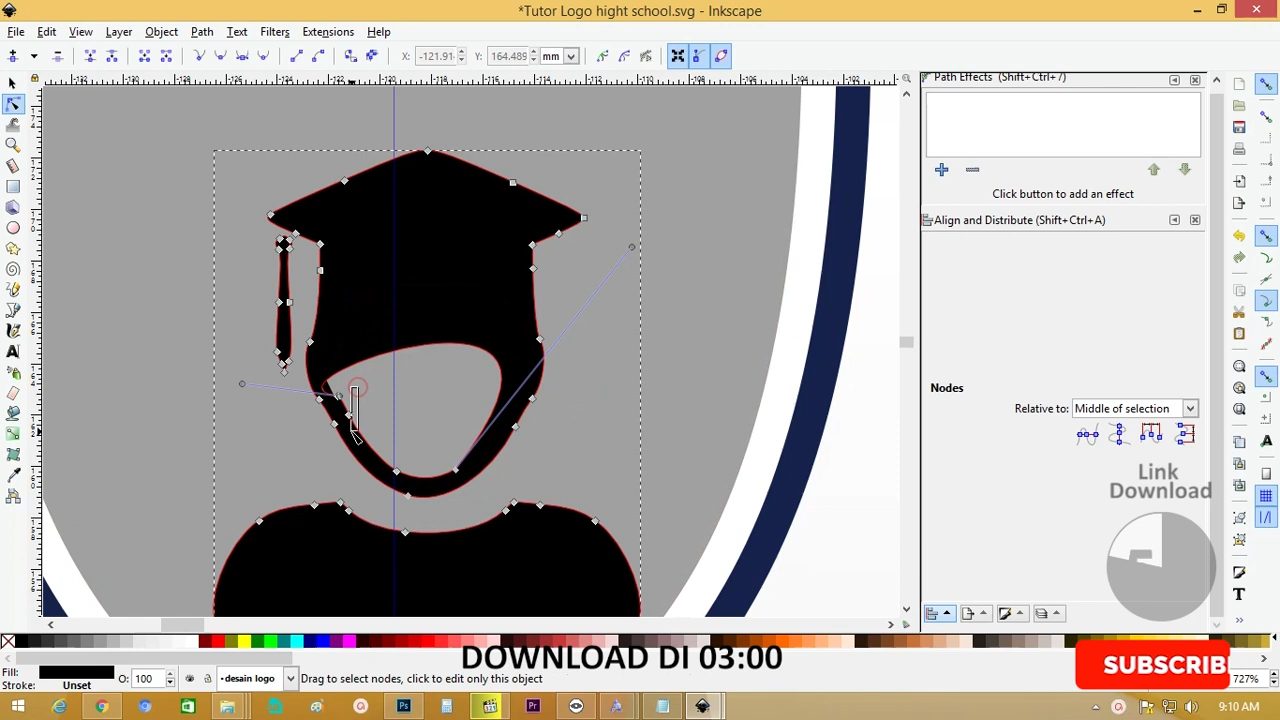 *Tutor Logo hight school.svg - Inkscape
File Edit View Layer Object Path Text Filters Extensions Help
X: -121.91 Y: 164.489 mm
Path Effects (Shift+Ctrl+7)
Click button to add an effect
Align and Distribute (Shift+Ctrl+A)
Nodes
Relative to: Middle of selection
Link
Download
DOWNLOAD DI 03:00
SUBSCRIB
Fill:
Stroke: Unset
O: 100
desain logo
Drag to select nodes, click to edit only this object
727%
9:10 AM